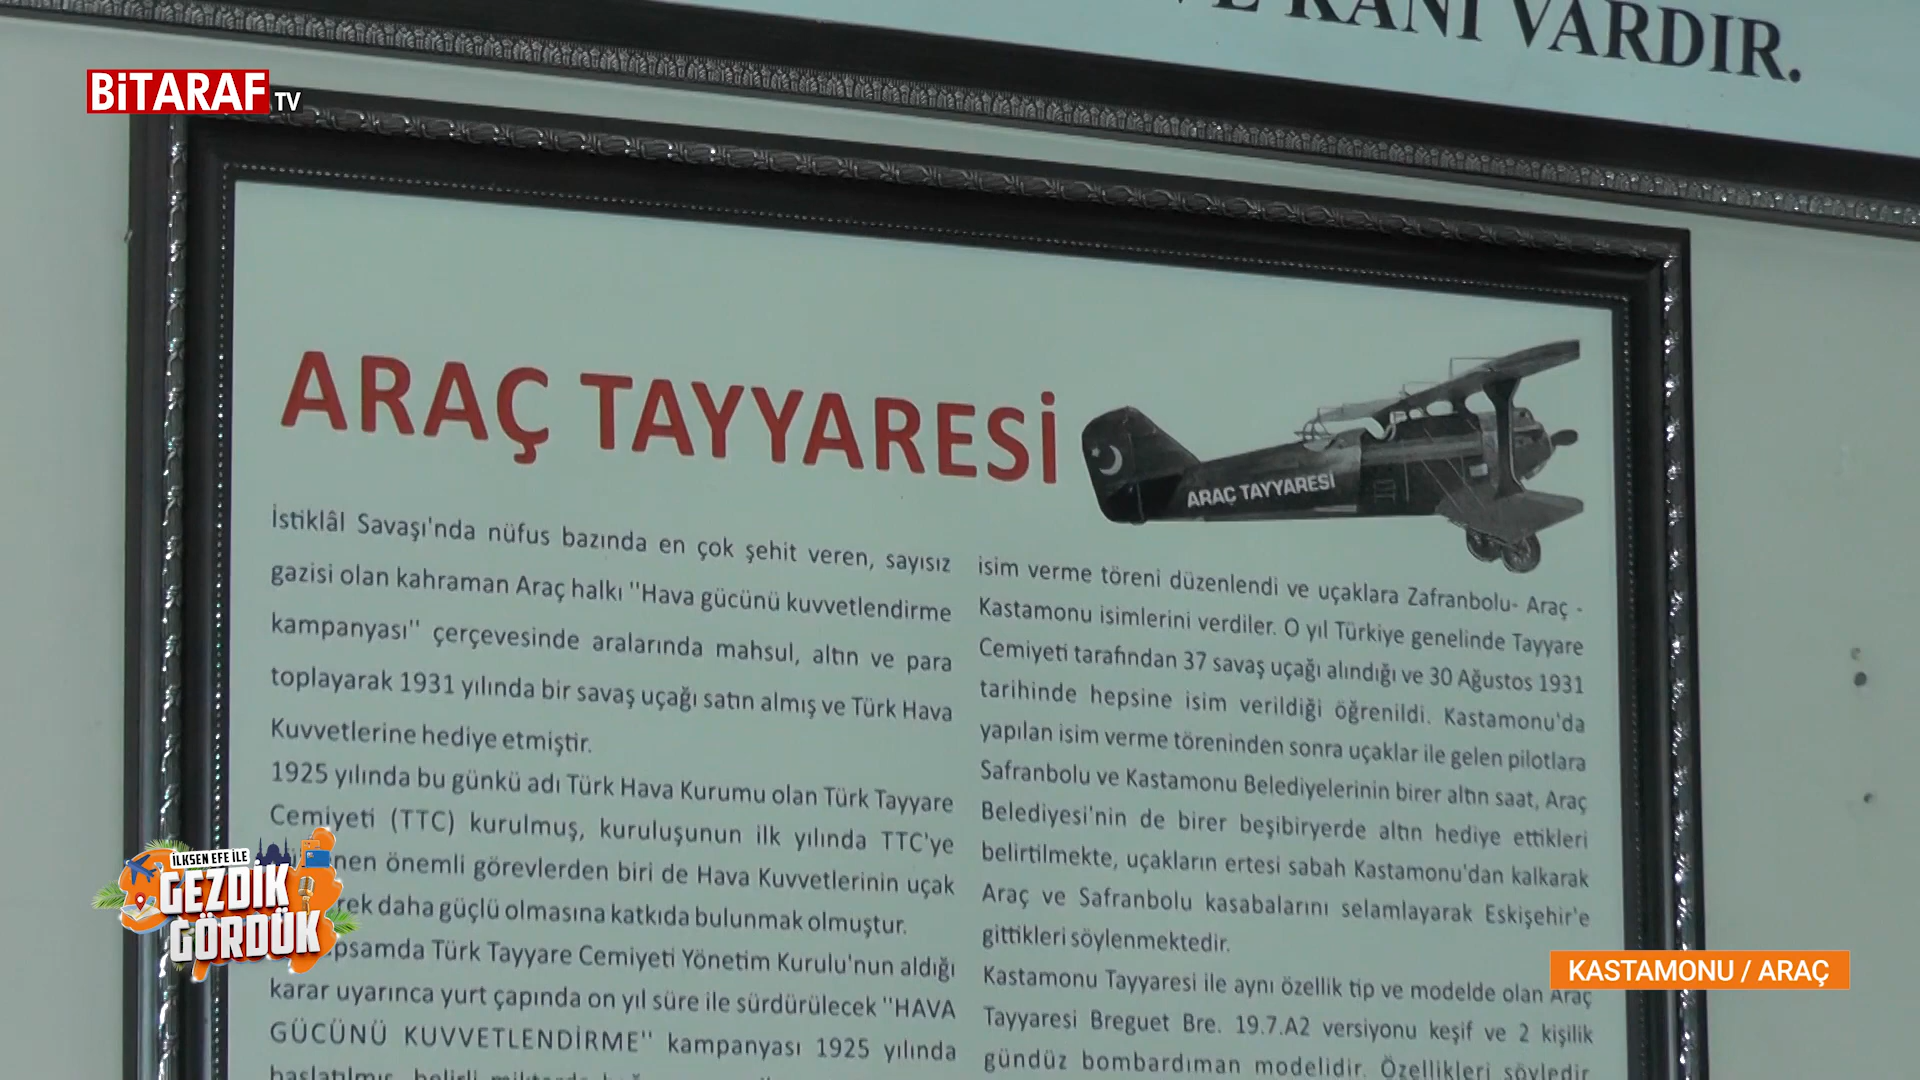 VE KANI VARDIR.
BiTARAF TV
ARAÇ TAYYARESİ
ARAÇ TAYYARESİ
İstiklâl Savaşı'nda nüfus bazında en çok şehit veren, sayısız
gazisi olan kahraman Araç halkı "Hava gücünü kuvvetlendirme
kampanyası" çerçevesinde aralarında mahsul, altın ve para
toplayarak 1931 yılında bir savaş uçağı satın almış ve Türk Hava
Kuvvetlerine hediye etmiştir.
1925 yılında bu günkü adı Türk Hava Kurumu olan Türk Tayyare
Cemiyeti (TTC) kurulmuş, kuruluşunun ilk yılında TTC'ye
önemli görevlerden biri de Hava Kuvvetlerinin uçak
daha güçlü olmasına katkıda bulunmak olmuştur.
Türk Tayyare Cemiyeti Yönetim Kurulu'nun aldığı
karar uyarınca yurt çapında on yıl süre ile sürdürülecek "HAVA
GÜCÜNÜ KUVVETLENDİRME" kampanyası 1925 yılında
isim verme töreni düzenlendi ve uçaklara Zafranbolu- Araç -
Kastamonu isimlerini verdiler. O yıl Türkiye genelinde Tayyare
Cemiyeti tarafından 37 savaş uçağı alındığı ve 30 Ağustos 1931
tarihinde hepsine isim verildiği öğrenildi. Kastamonu'da
yapılan isim verme töreninden sonra uçaklar ile gelen pilotlara
Safranbolu ve Kastamonu Belediyelerinin birer altın saat, Araç
Belediyesi'nin de birer beşibiryerde altın hediye ettikleri
belirtilmekte, uçakların ertesi sabah Kastamonu'dan kalkarak
Araç ve Safranbolu kasabalarını selamlayarak Eskişehir'e
gittikleri söylenmektedir.
Kastamonu Tayyaresi ile aynı özellik tip ve modelde olan Araç
Tayyaresi Breguet Bre. 19.7.A2 versiyonu keşif ve 2 kişilik
gündüz bombardıman modelidir. Özellikleri şöyledir
İLKSEN EFE İLE
GEZDİK
GÖRDÜK
KASTAMONU / ARAÇ